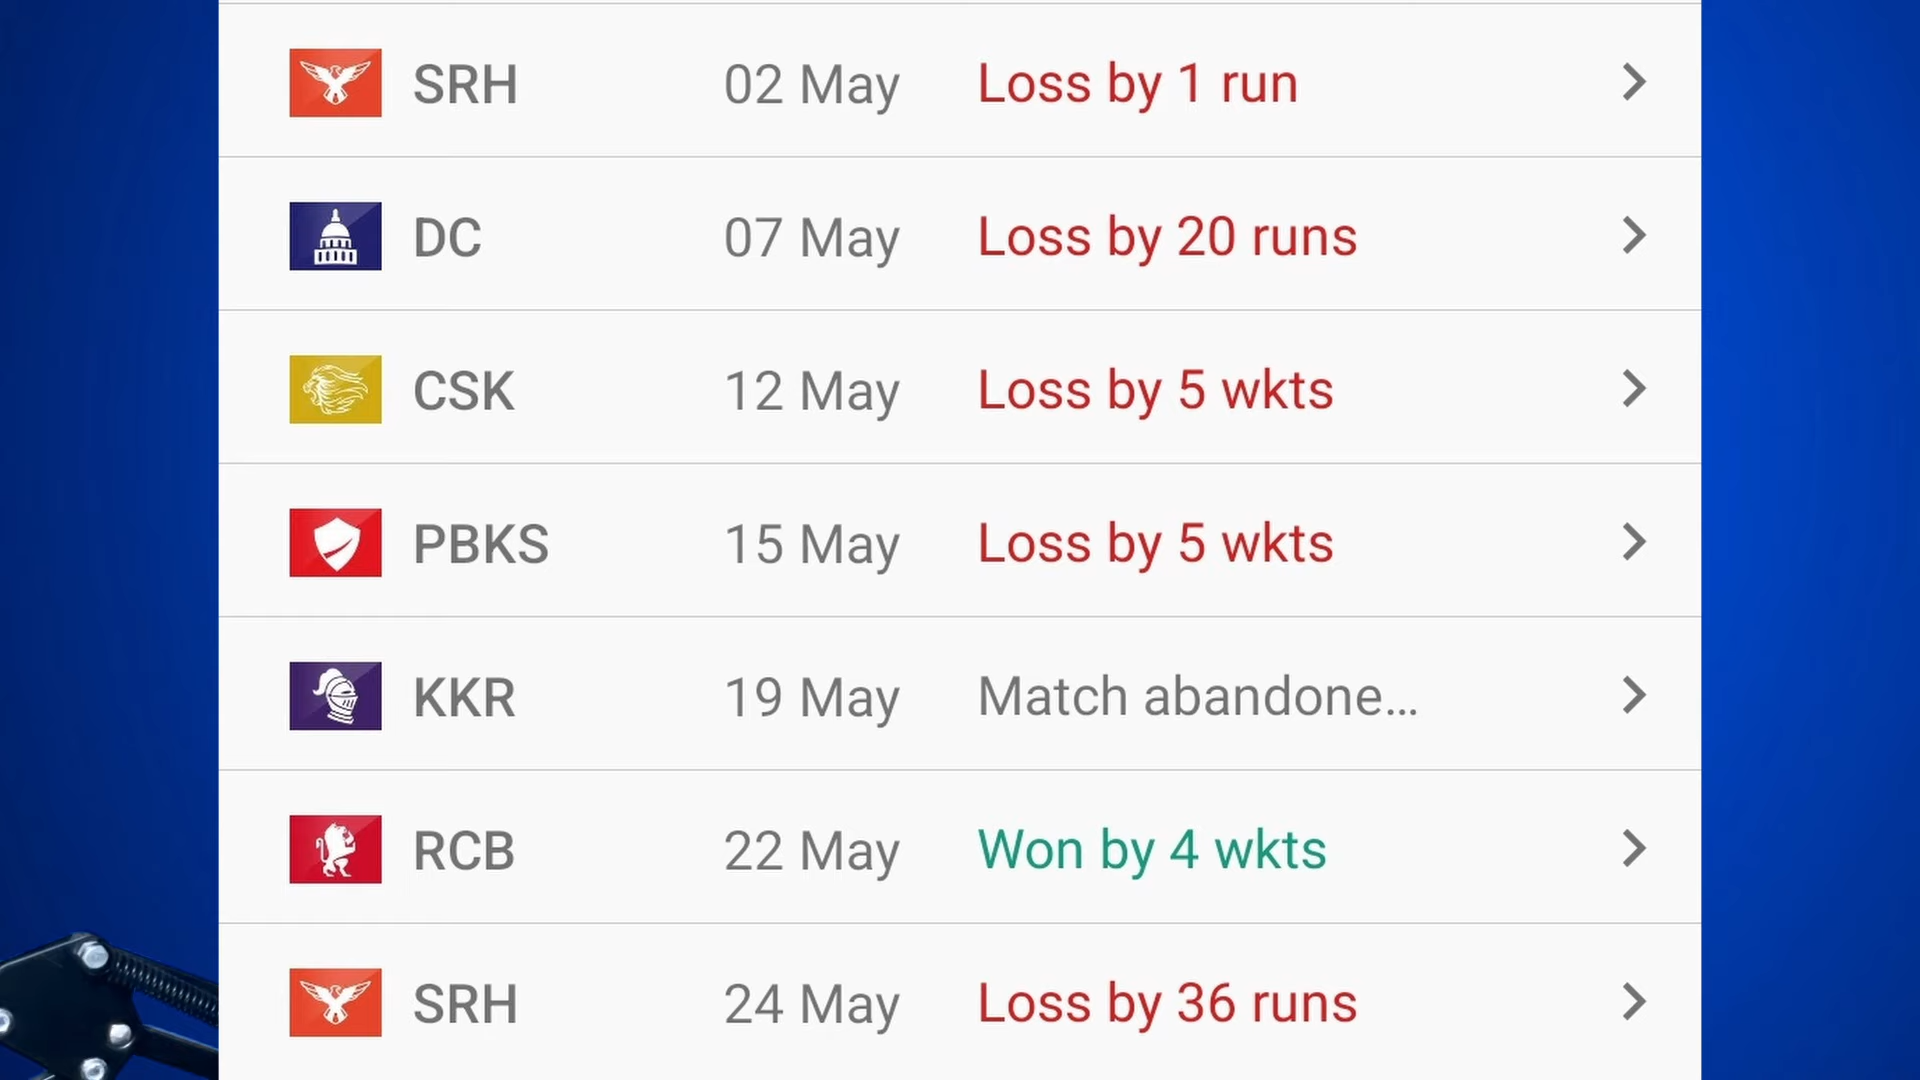 SRH 02 May Loss by 1 run
DC 07 May Loss by 20 runs
CSK 12 May Loss by 5 wkts
PBKS 15 May Loss by 5 wkts
KKR 19 May Match abandone...
RCB 22 May Won by 4 wkts
SRH 24 May Loss by 36 runs